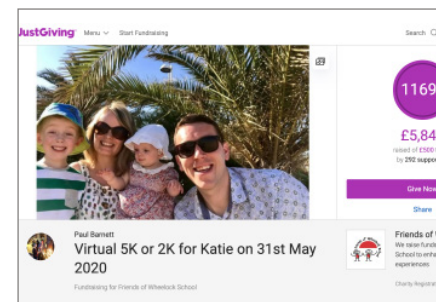 JustGiving
Menu
Start Fundraising
Search
1169
£5,84
raised of £500
by 292 suppor
Give Now
Share
Paul Barnett
Virtual 5K or 2K for Katie on 31st May
2020
Fundraising for Friends of Wheelock School
Friends of
We raise funds
School to enha
experiences
Charity Registrat